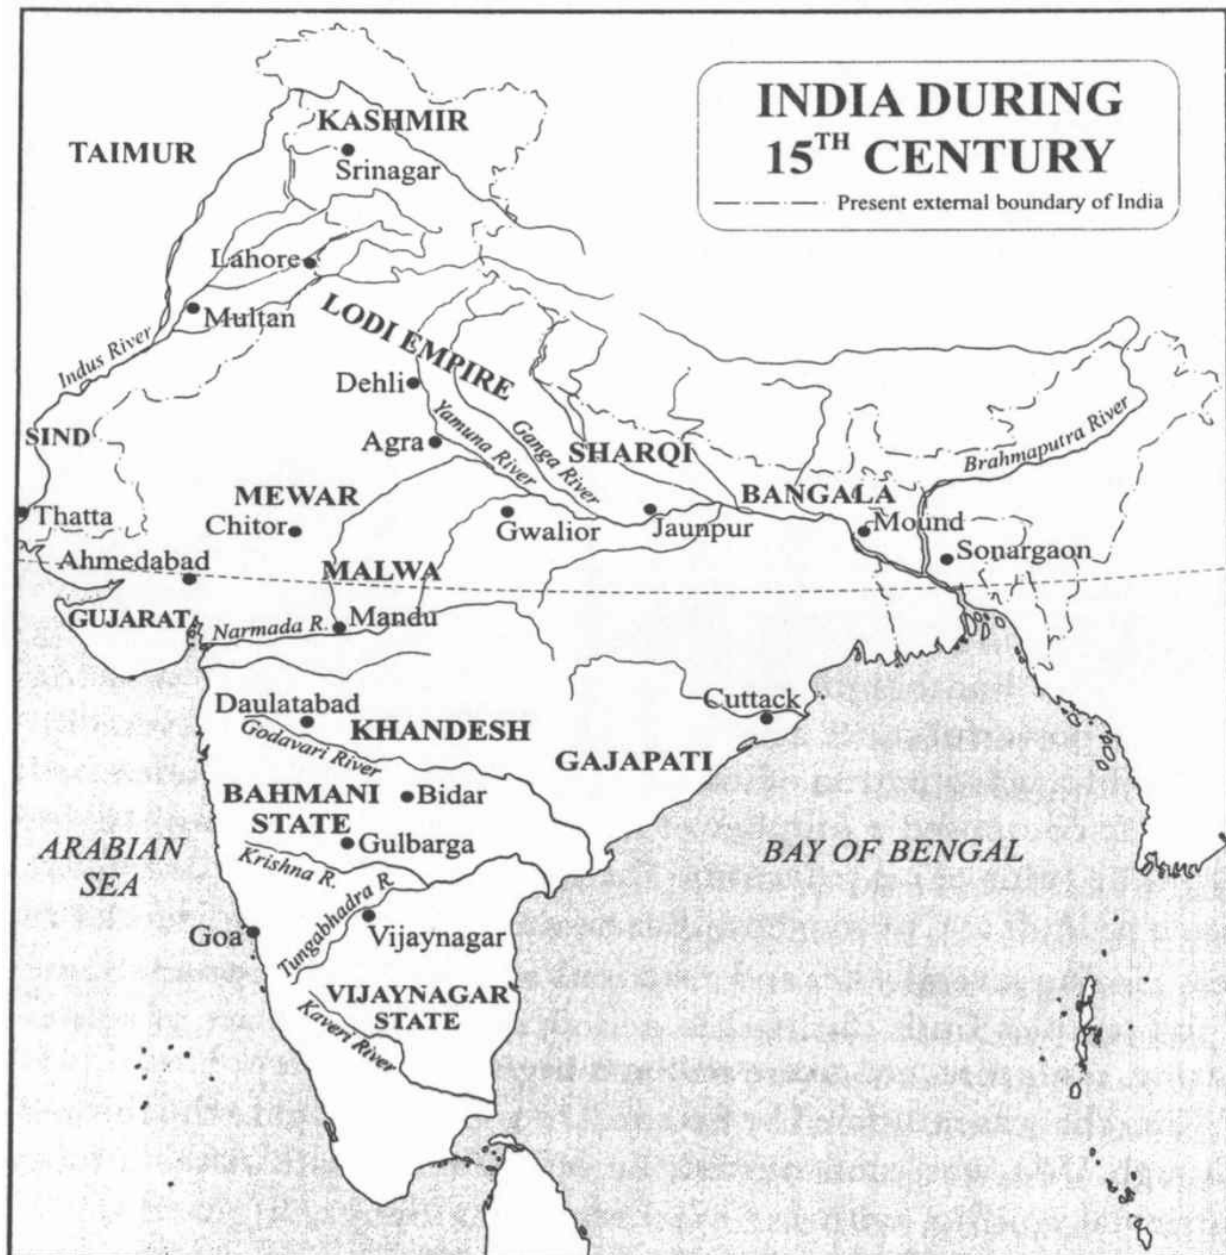 INDIA DURING
15TH CENTURY
Present external boundary of India
KASHMIR
TAIMUR
Srinagar
Lahore
Multan
LODI EMPIRE
Indus River
Dehli
SIND
Agra
Yamuna River
Ganga River
SHARQI
Brahmaputra River
MEWAR
BANGALA
Thatta
Chitor
Gwalior
Jaunpur
Mound
Sonargaon
Ahmedabad
MALWA
GUJARAT
Narmada R.
Mandu
Daulatabad
Cuttack
KHANDESH
Godavari River
GAJAPATI
BAHMANI
STATE
Bidar
Gulbarga
ARABIAN
SEA
BAY OF BENGAL
Krishna R.
Tungabhadra R.
Goa
Vijaynagar
VIJAYNAGAR
STATE
Kaveri River